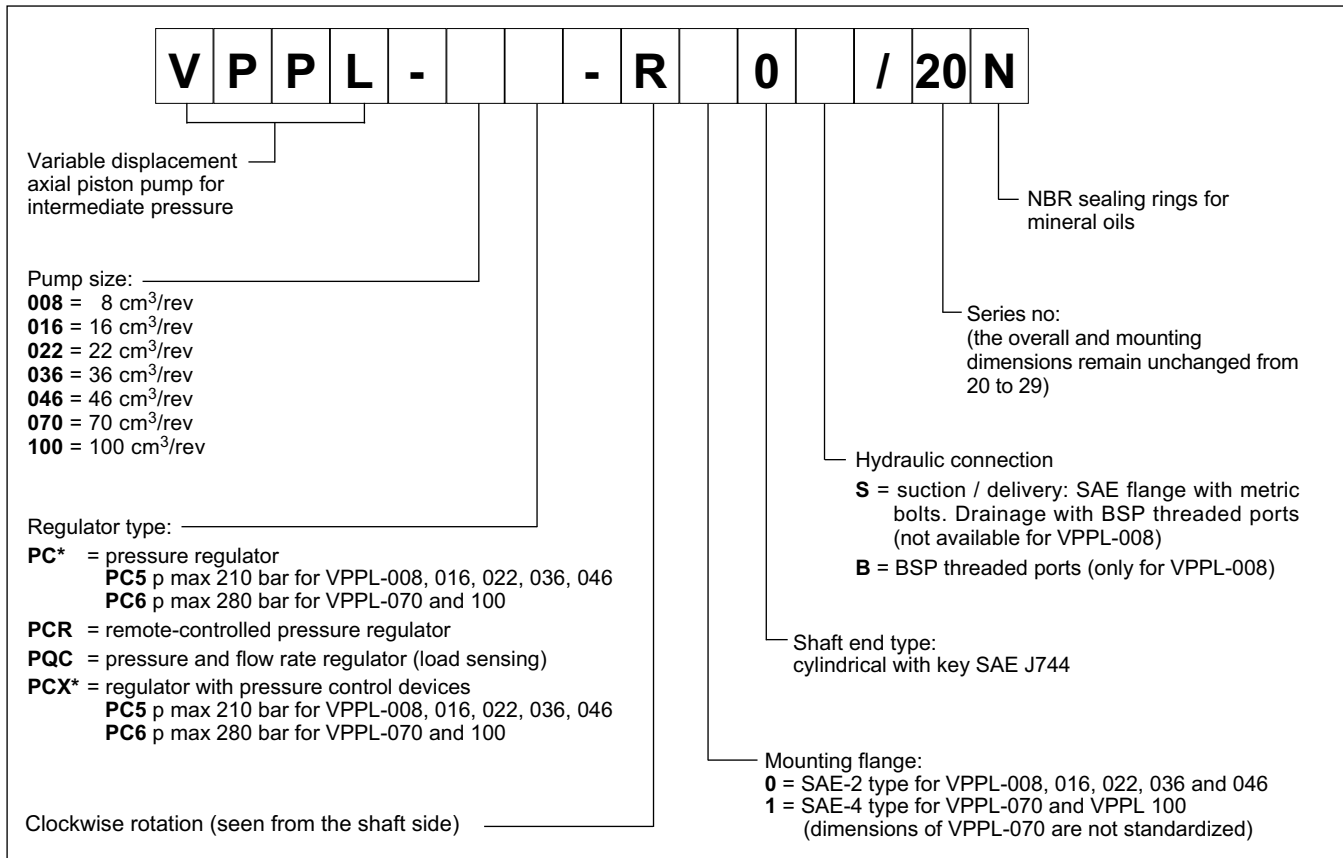 VPPL- -R 0 /20N
Variable displacement
axial piston pump for
intermediate pressure
NBR sealing rings for
mineral oils
Pump size:
008 = 8 cm³/rev
016 = 16 cm³/rev
022 = 22 cm³/rev
036 = 36 cm³/rev
046 = 46 cm³/rev
070 = 70 cm³/rev
100 = 100 cm³/rev
Series no:
(the overall and mounting
dimensions remain unchanged from
20 to 29)
Hydraulic connection
S = suction / delivery: SAE flange with metric
bolts. Drainage with BSP threaded ports
(not available for VPPL-008)
B = BSP threaded ports (only for VPPL-008)
Regulator type:
PC* = pressure regulator
PC5 p max 210 bar for VPPL-008, 016, 022, 036, 046
PC6 p max 280 bar for VPPL-070 and 100
PCR = remote-controlled pressure regulator
PQC = pressure and flow rate regulator (load sensing)
PCX* = regulator with pressure control devices
PC5 p max 210 bar for VPPL-008, 016, 022, 036, 046
PC6 p max 280 bar for VPPL-070 and 100
Shaft end type:
cylindrical with key SAE J744
Mounting flange:
0 = SAE-2 type for VPPL-008, 016, 022, 036 and 046
1 = SAE-4 type for VPPL-070 and VPPL 100
(dimensions of VPPL-070 are not standardized)
Clockwise rotation (seen from the shaft side)